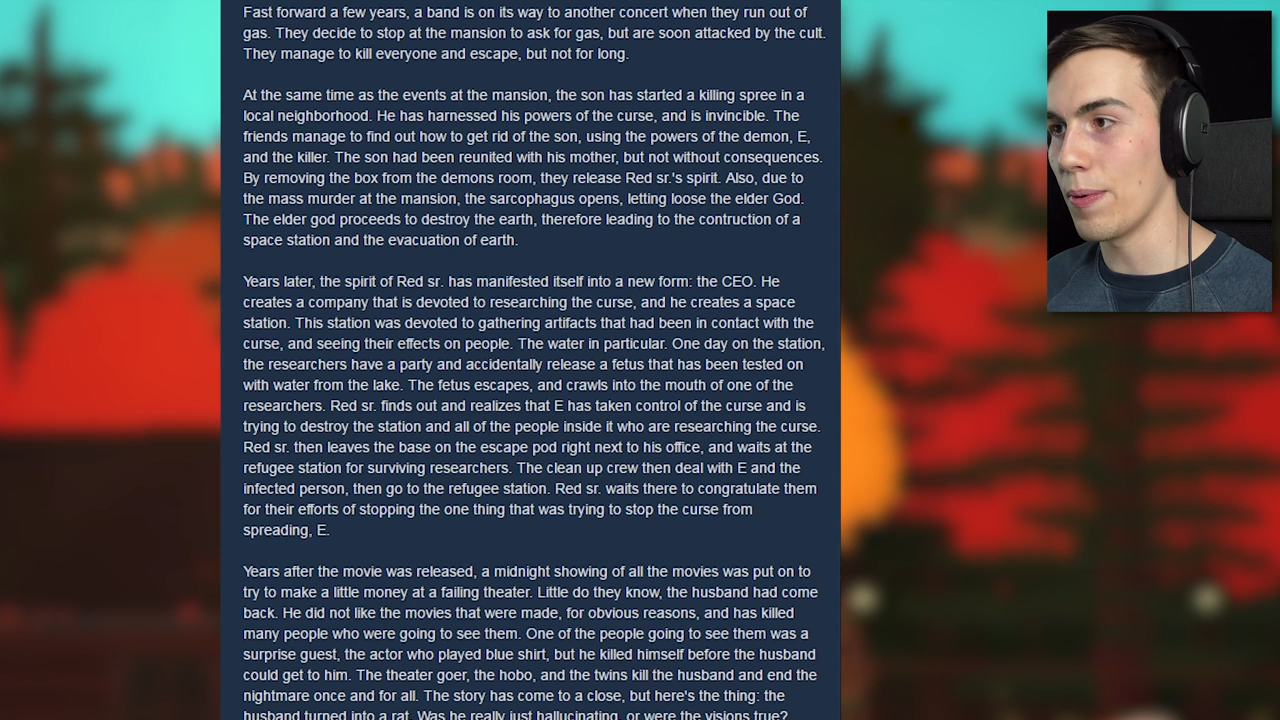 Fast forward a few years, a band is on its way to another concert when they run out of
gas. They decide to stop at the mansion to ask for gas, but are soon attacked by the cult.
They manage to kill everyone and escape, but not for long.
At the same time as the events at the mansion, the son has started a killing spree in a
local neighborhood. He has harnessed his powers of the curse, and is invincible. The
friends manage to find out how to get rid of the son, using the powers of the demon, E,
and the killer. The son had been reunited with his mother, but not without consequences.
By removing the box from the demons room, they release Red sr.'s spirit. Also, due to
the mass murder at the mansion, the sarcophagus opens, letting loose the elder God.
The elder god proceeds to destroy the earth, therefore leading to the contruction of a
space station and the evacuation of earth.
Years later, the spirit of Red sr. has manifested itself into a new form: the CEO. He
creates a company that is devoted to researching the curse, and he creates a space
station. This station was devoted to gathering artifacts that had been in contact with the
curse, and seeing their effects on people. The water in particular. One day on the station,
the researchers have a party and accidentally release a fetus that has been tested on
with water from the lake. The fetus escapes, and crawls into the mouth of one of the
researchers. Red sr. finds out and realizes that E has taken control of the curse and is
trying to destroy the station and all of the people inside it who are researching the curse.
Red sr. then leaves the base on the escape pod right next to his office, and waits at the
refugee station for surviving researchers. The clean up crew then deal with E and the
infected person, then go to the refugee station. Red sr. waits there to congratulate them
for their efforts of stopping the one thing that was trying to stop the curse from
spreading, E.
Years after the movie was released, a midnight showing of all the movies was put on to
try to make a little money at a failing theater. Little do they know, the husband had come
back. He did not like the movies that were made, for obvious reasons, and has killed
many people who were going to see them. One of the people going to see them was a
surprise guest, the actor who played blue shirt, but he killed himself before the husband
could get to him. The theater goer, the hobo, and the twins kill the husband and end the
nightmare once and for all. The story has come to a close, but here's the thing: the
husband turned into a rat. Was he really just hallucinating, or were the visions true?